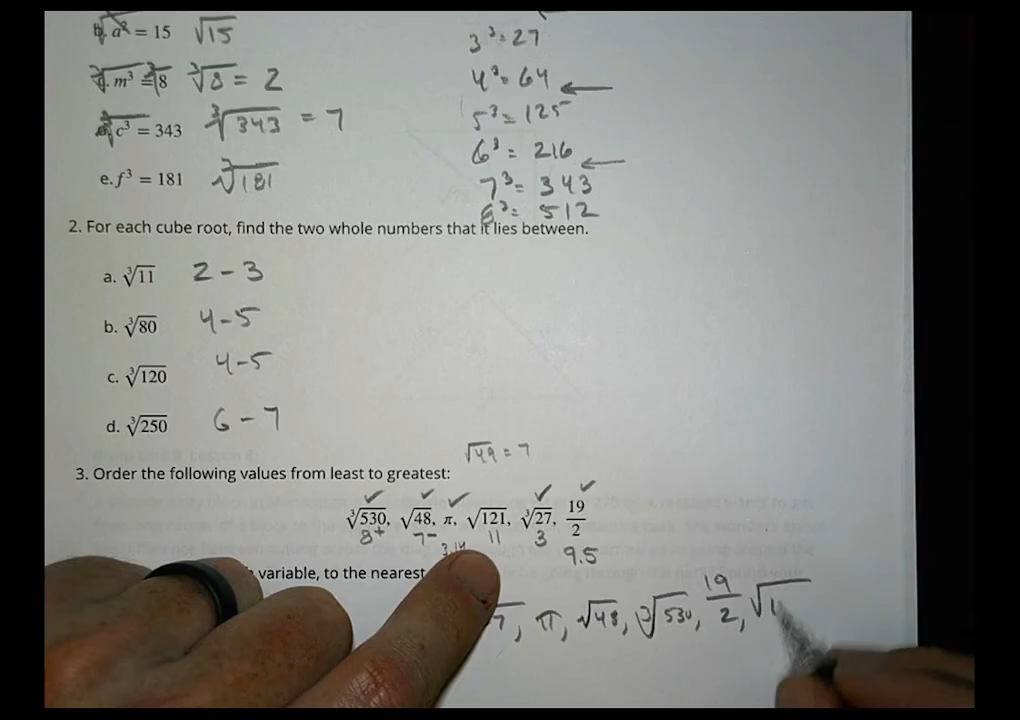 b. a² = 15 √15
3³ = 27
d. m³ = 8 ∛8 = 2
4³ = 64
c³ = 343 ∛343 = 7
5³ = 125
6³ = 216
e. f³ = 181 ∛181
7³ = 343
8³ = 512
2. For each cube root, find the two whole numbers that it lies between.
a. ∛11 2 - 3
b. ∛80 4 - 5
c. ∛120 4 - 5
d. ∛250 6 - 7
√49 = 7
3. Order the following values from least to greatest:
∛530, √48, π, √121, ∛27, 19/2
8+ 7- 3.14 11 3 9.5
variable, to the nearest
7, π, √48, ∛530, 19/2, √1